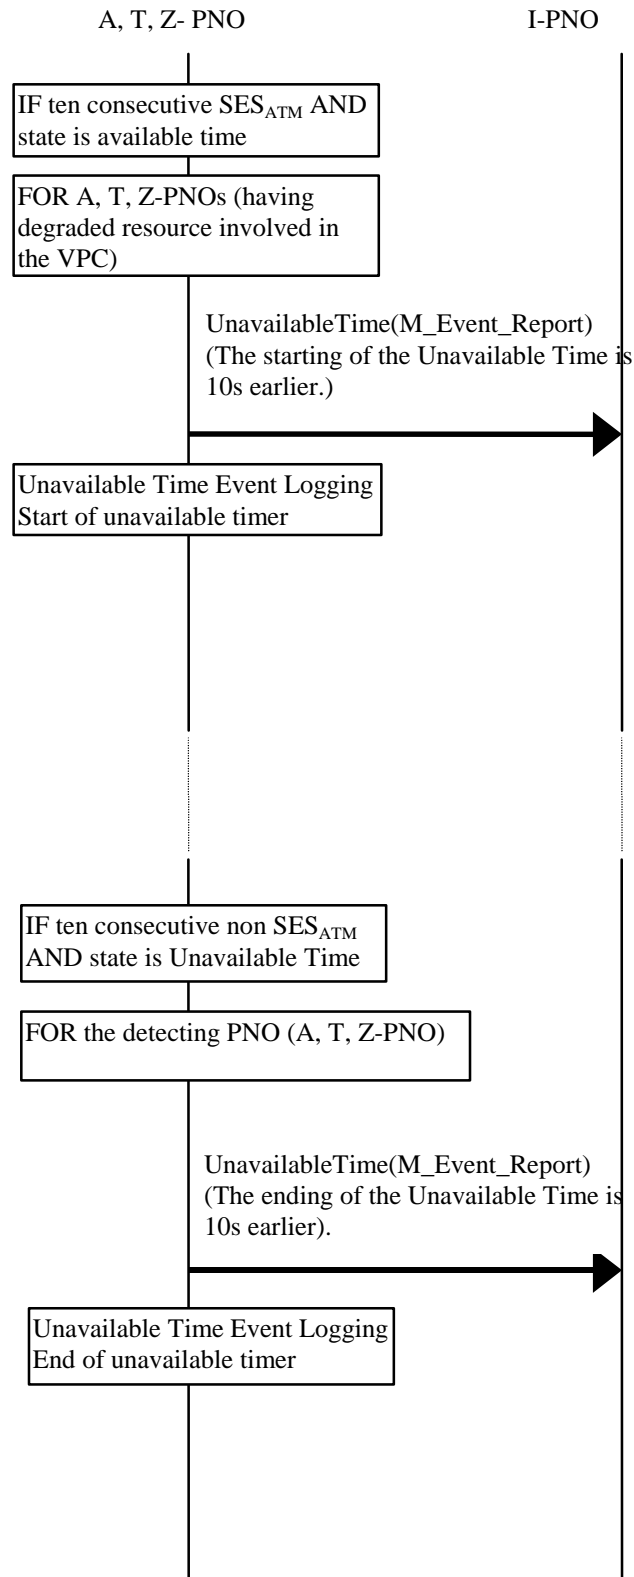 A, T, Z- PNO I-PNO
IF ten consecutive SES_ATM AND
state is available time
FOR A, T, Z-PNOs (having
degraded resource involved in
the VPC)
UnavailableTime(M_Event_Report)
(The starting of the Unavailable Time is
10s earlier.)
Unavailable Time Event Logging
Start of unavailable timer
IF ten consecutive non SES_ATM
AND state is Unavailable Time
FOR the detecting PNO (A, T, Z-PNO)
UnavailableTime(M_Event_Report)
(The ending of the Unavailable Time is
10s earlier).
Unavailable Time Event Logging
End of unavailable timer